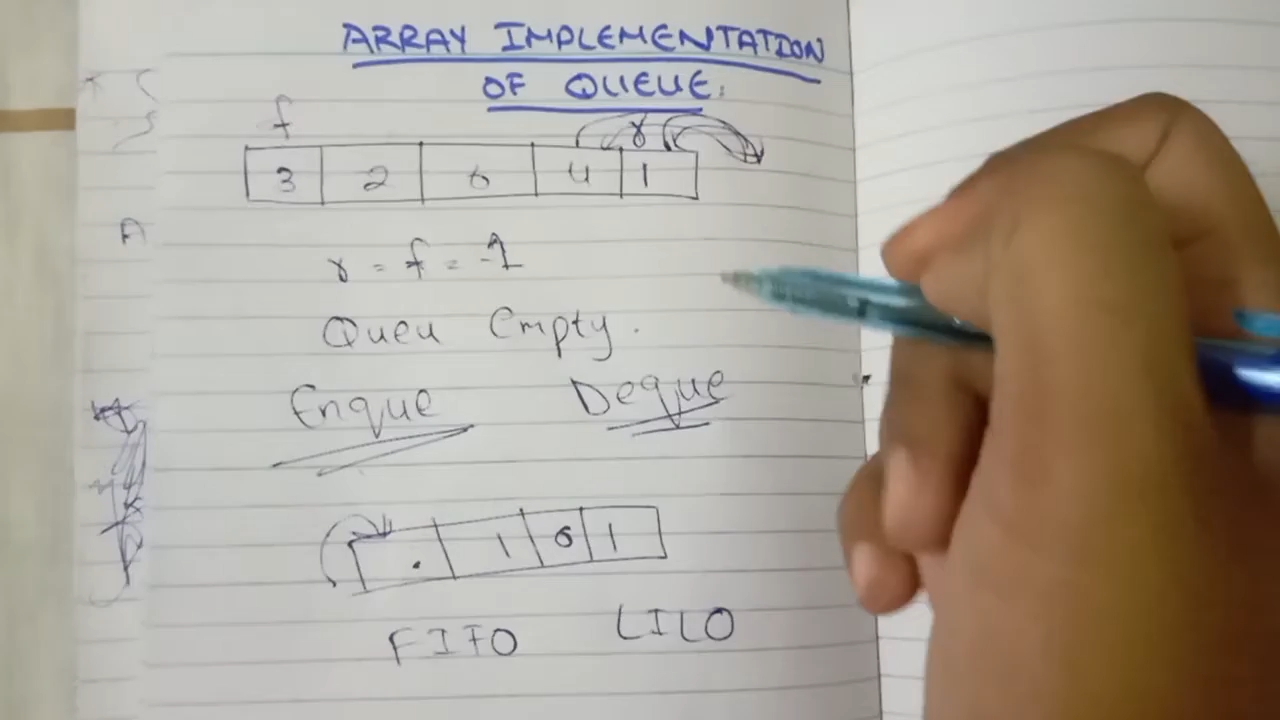 ARRAY IMPLEMENTATION
OF QUEUE.
f r
3 2 6 4 1
A
r = f = -1
Queu Empty.
Enque Deque
. 1 6 1
FIFO LILO